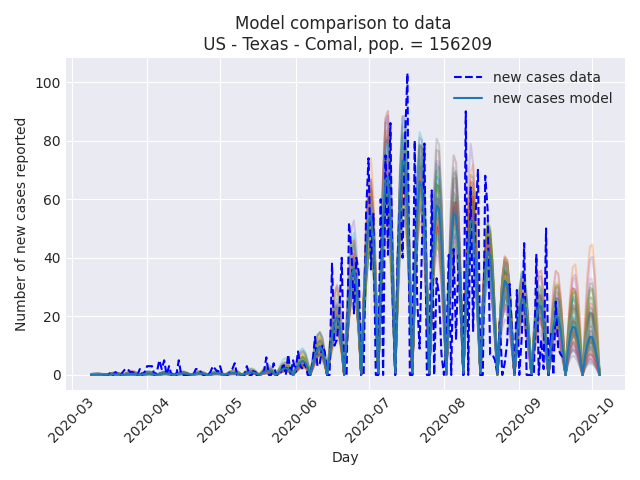 Model comparison to data
US - Texas - Comal, pop. = 156209
new cases data
new cases model
Number of new cases reported
100
80
60
40
20
0
2020-03
2020-04
2020-05
2020-06
2020-07
2020-08
2020-09
2020-10
Day